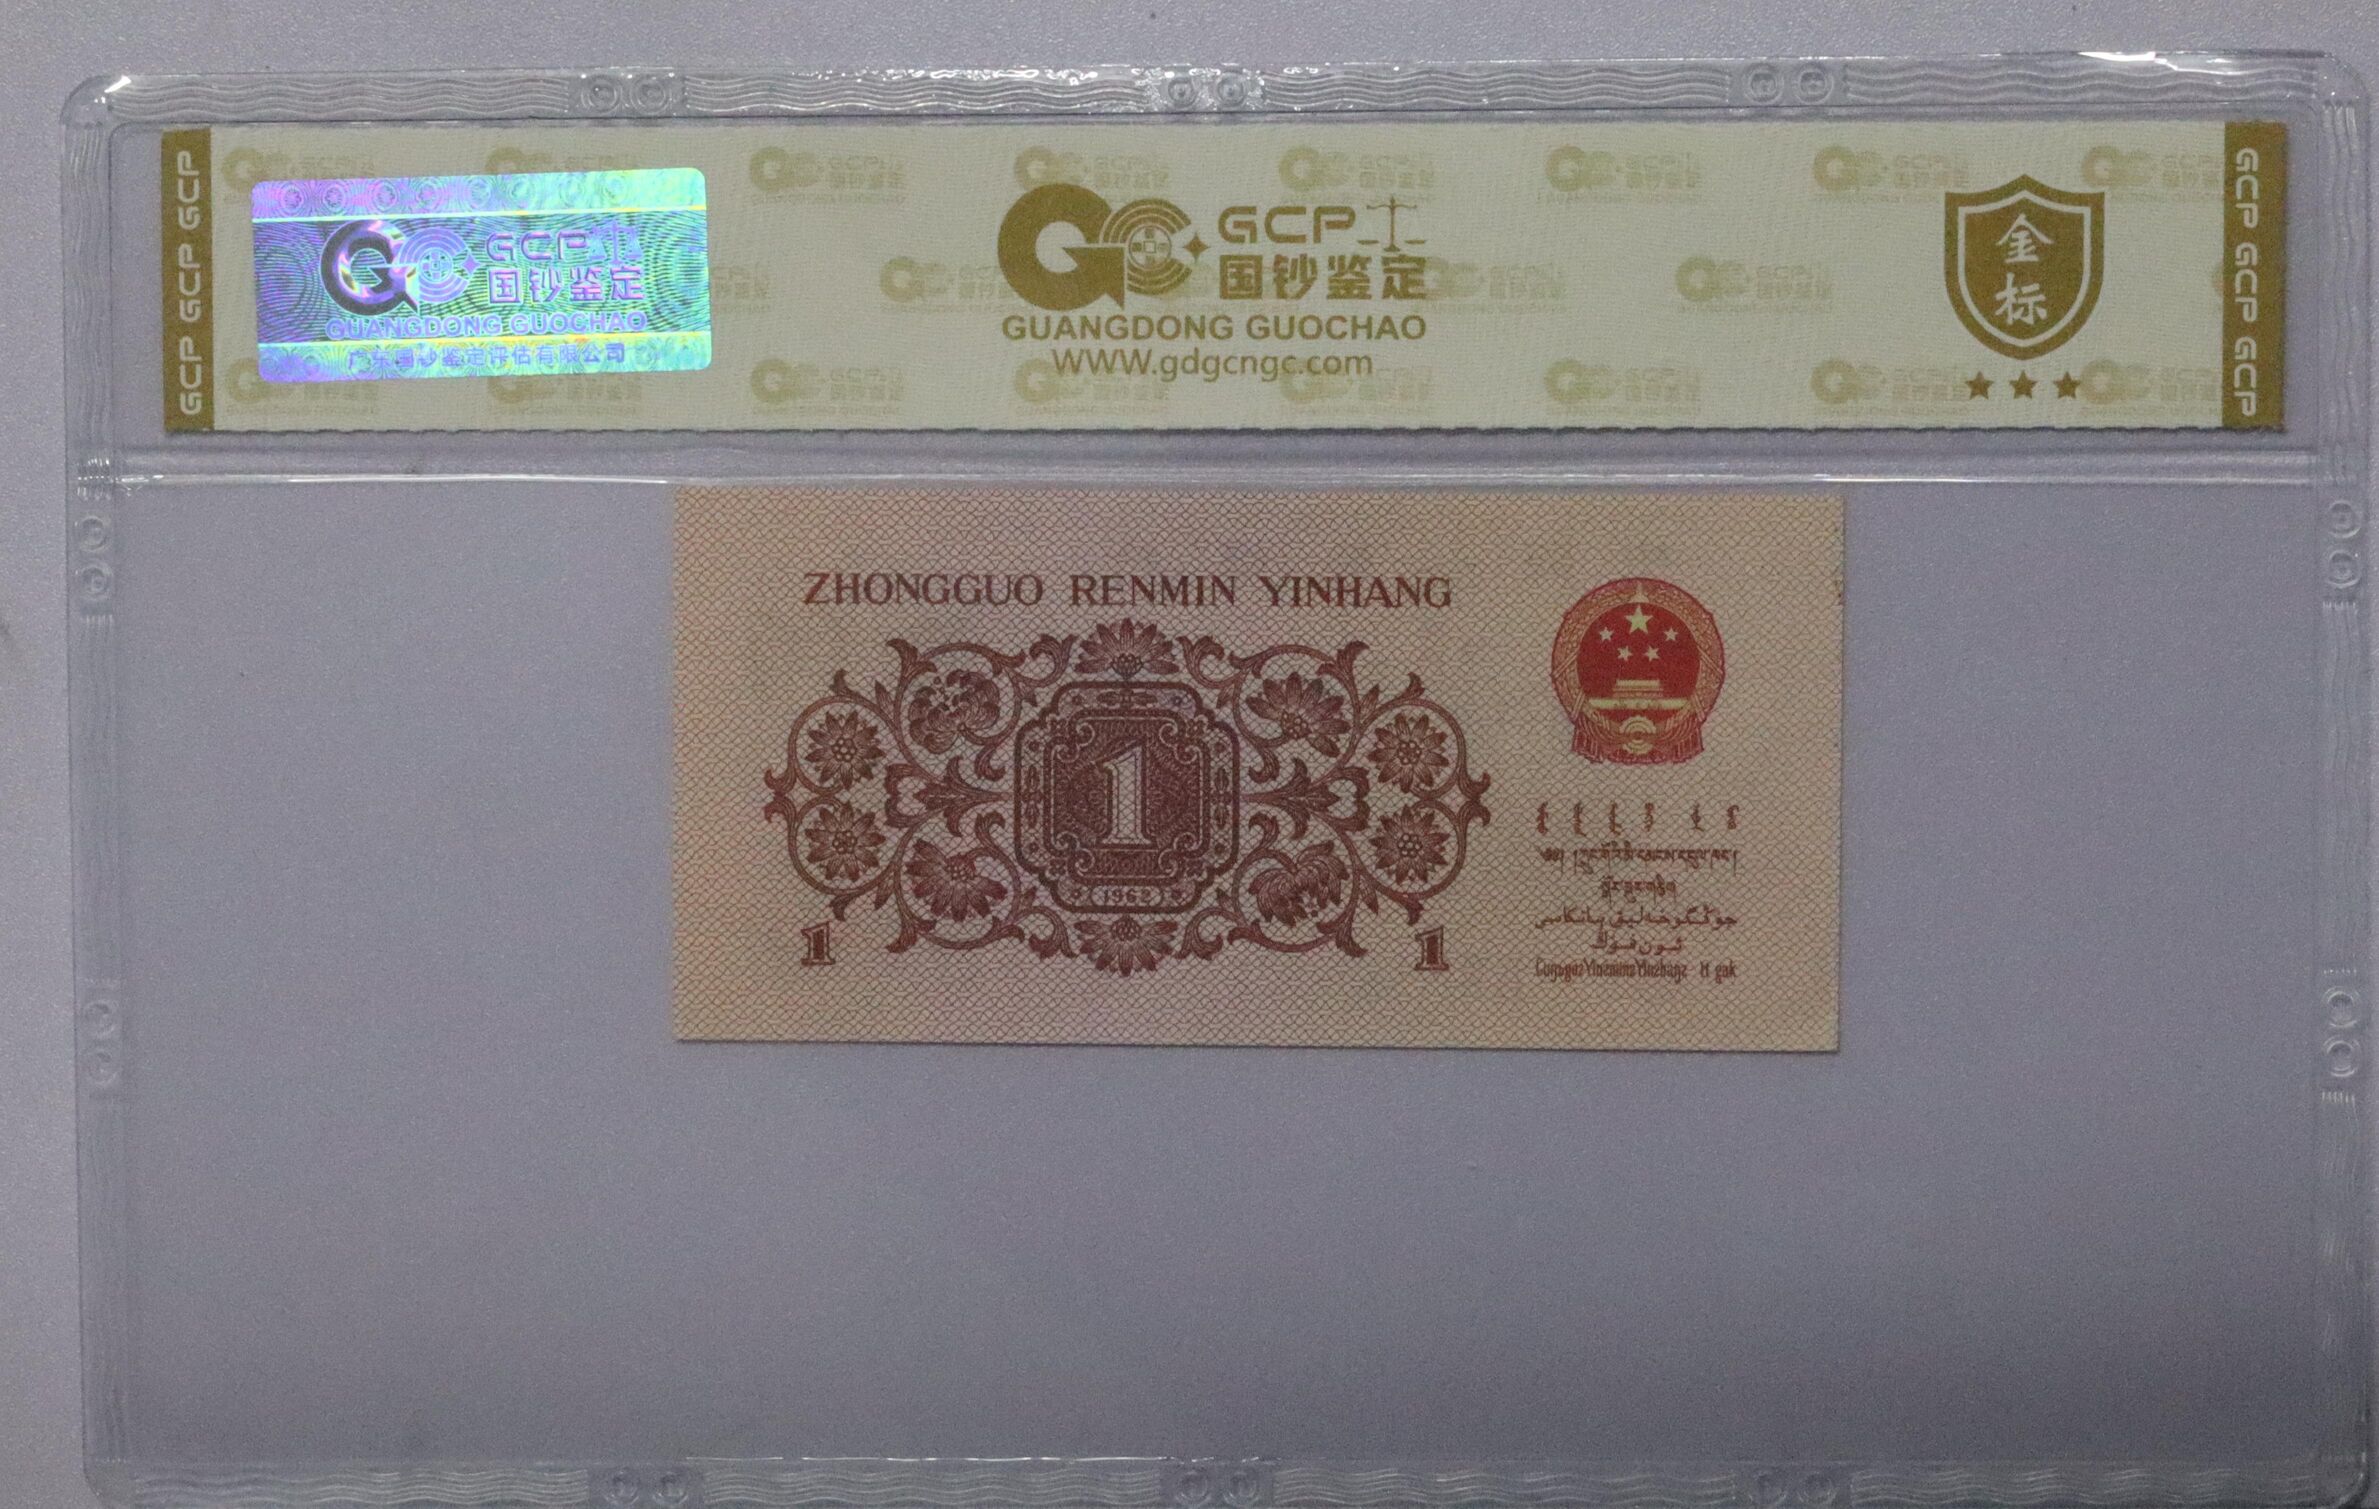 GCP GCP GCP
GCP
国钞鉴定
GUANGDONG GUOCHAO
广东国钞鉴定评估有限公司
GCP
国钞鉴定
GUANGDONG GUOCHAO
WWW.gdgcngc.com
金标
GCP GCP GCP
ZHONGGUO RENMIN YINHANG
1
1962
1
1